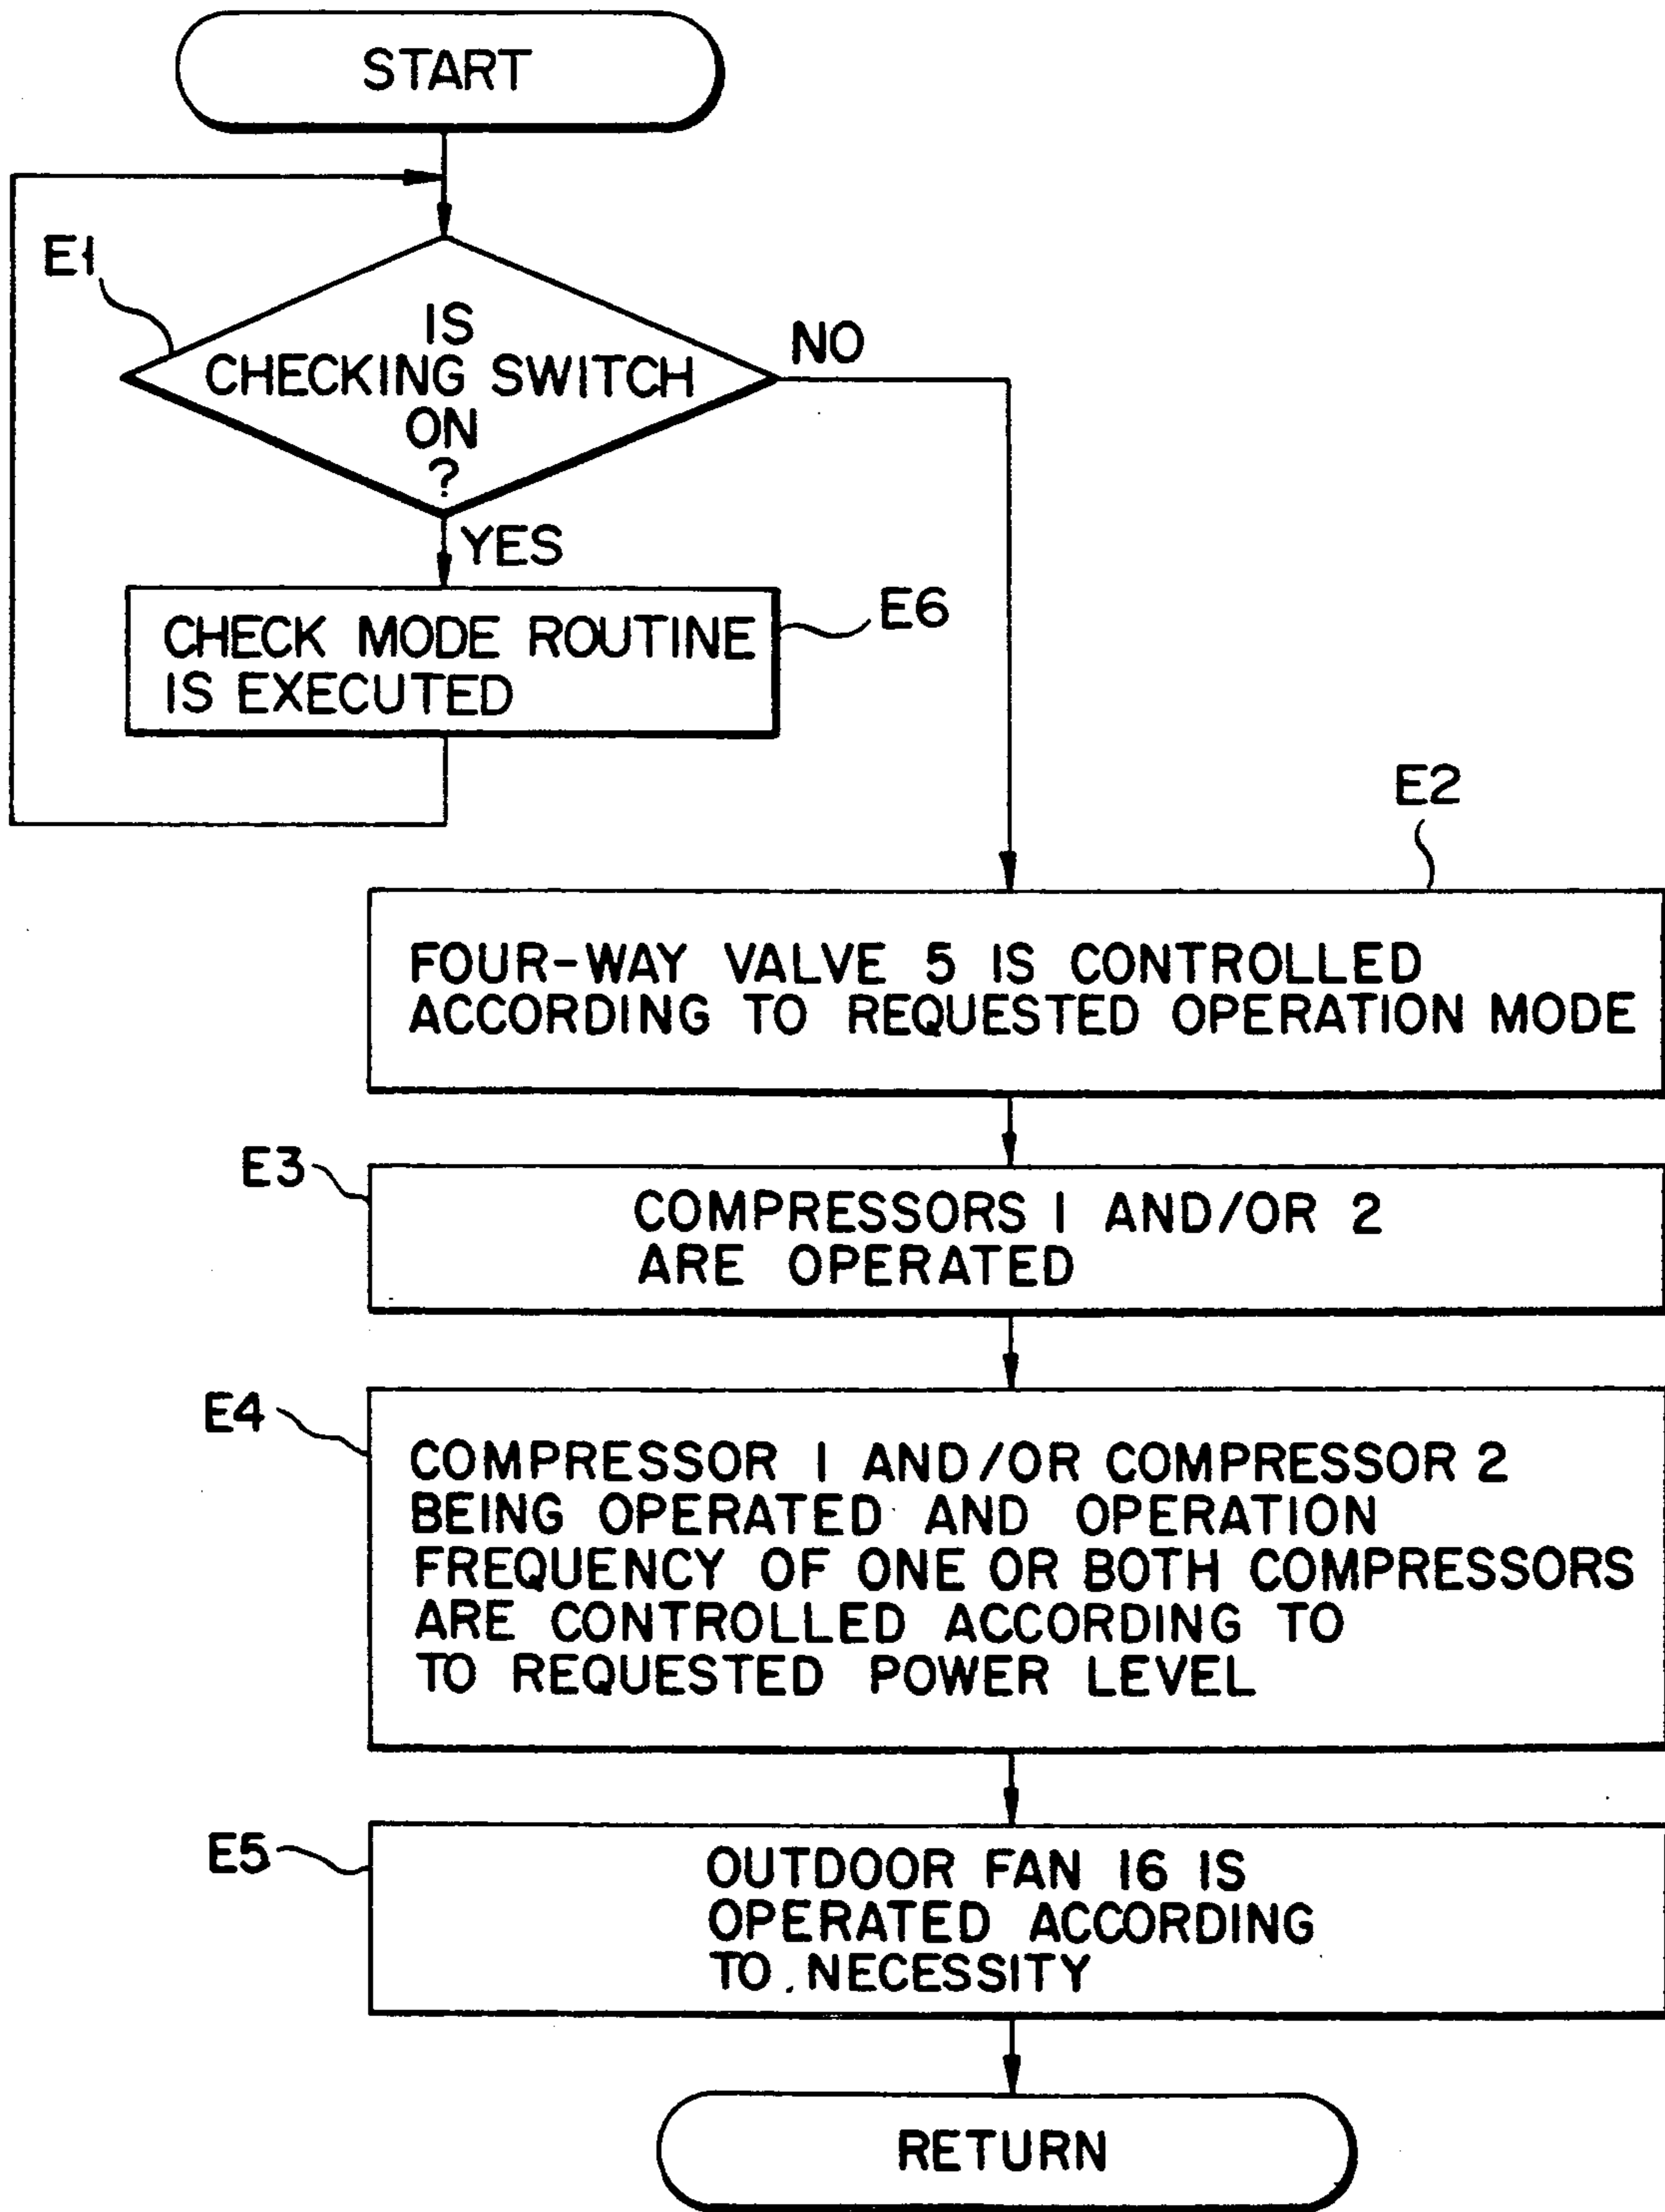 START
E1
IS
CHECKING SWITCH
ON
?
NO
YES
CHECK MODE ROUTINE
IS EXECUTED
E6
E2
FOUR-WAY VALVE 5 IS CONTROLLED
ACCORDING TO REQUESTED OPERATION MODE
E3
COMPRESSORS 1 AND/OR 2
ARE OPERATED
E4
COMPRESSOR 1 AND/OR COMPRESSOR 2
BEING OPERATED AND OPERATION
FREQUENCY OF ONE OR BOTH COMPRESSORS
ARE CONTROLLED ACCORDING TO
TO REQUESTED POWER LEVEL
E5
OUTDOOR FAN 16 IS
OPERATED ACCORDING
TO NECESSITY
RETURN